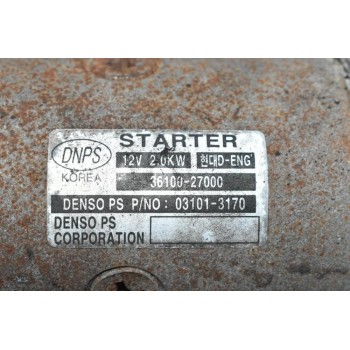 STARTER
DNPS 12V 2.0KW 현대D-ENG
KOREA 36100-27000
DENSO PS P/NO: 03101-3170
DENSO PS
CORPORATION